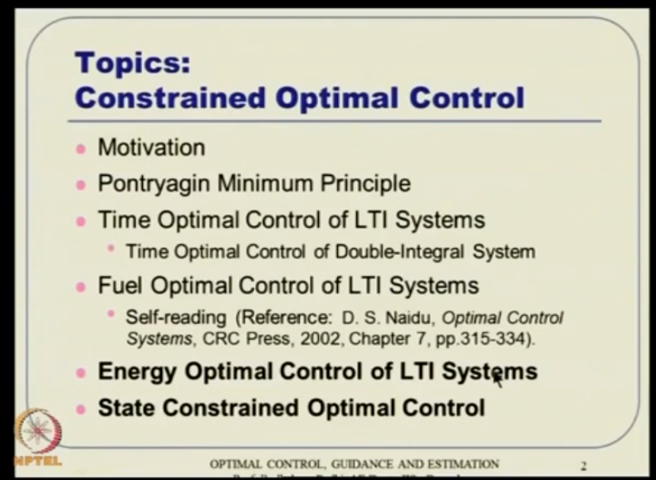 Topics:
Constrained Optimal Control
Motivation
Pontryagin Minimum Principle
Time Optimal Control of LTI Systems
Time Optimal Control of Double-Integral System
Fuel Optimal Control of LTI Systems
Self-reading (Reference: D. S. Naidu, Optimal Control
Systems, CRC Press, 2002, Chapter 7, pp.315-334).
Energy Optimal Control of LTI Systems
State Constrained Optimal Control
NPTEL
OPTIMAL CONTROL, GUIDANCE AND ESTIMATION
2